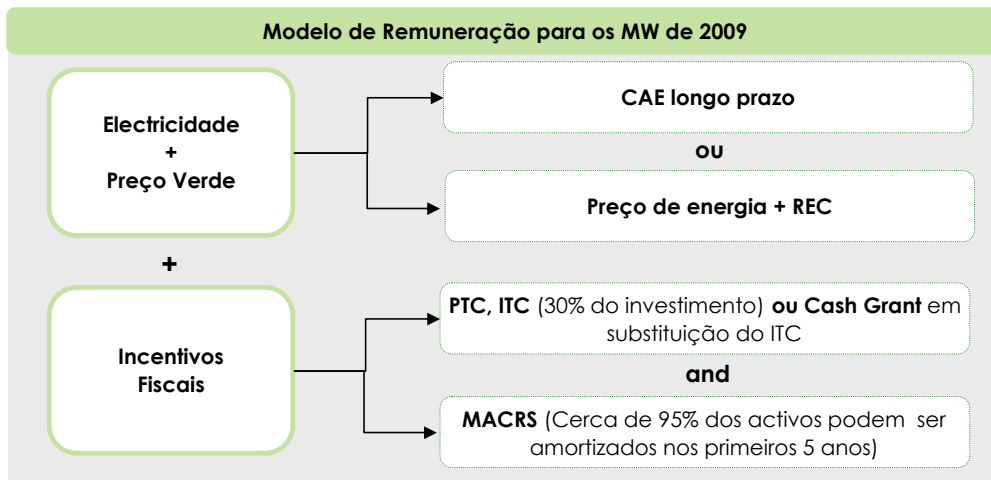 Modelo de Remuneração para os MW de 2009
Electricidade
+
Preço Verde
CAE longo prazo
ou
Preço de energia + REC
+
Incentivos
Fiscais
PTC, ITC (30% do investimento) ou Cash Grant em
substituição do ITC
and
MACRS (Cerca de 95% dos activos podem ser
amortizados nos primeiros 5 anos)